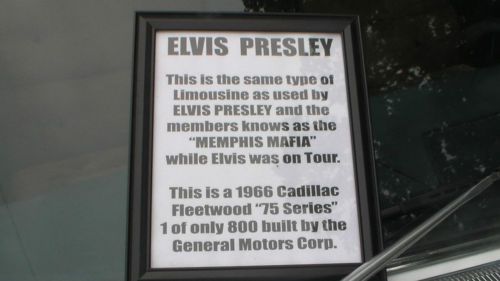 ELVIS PRESLEY
This is the same type of
Limousine as used by
ELVIS PRESLEY and the
members knows as the
"MEMPHIS MAFIA"
while Elvis was on Tour.
This is a 1966 Cadillac
Fleetwood "75 Series"
1 of only 800 built by the
General Motors Corp.